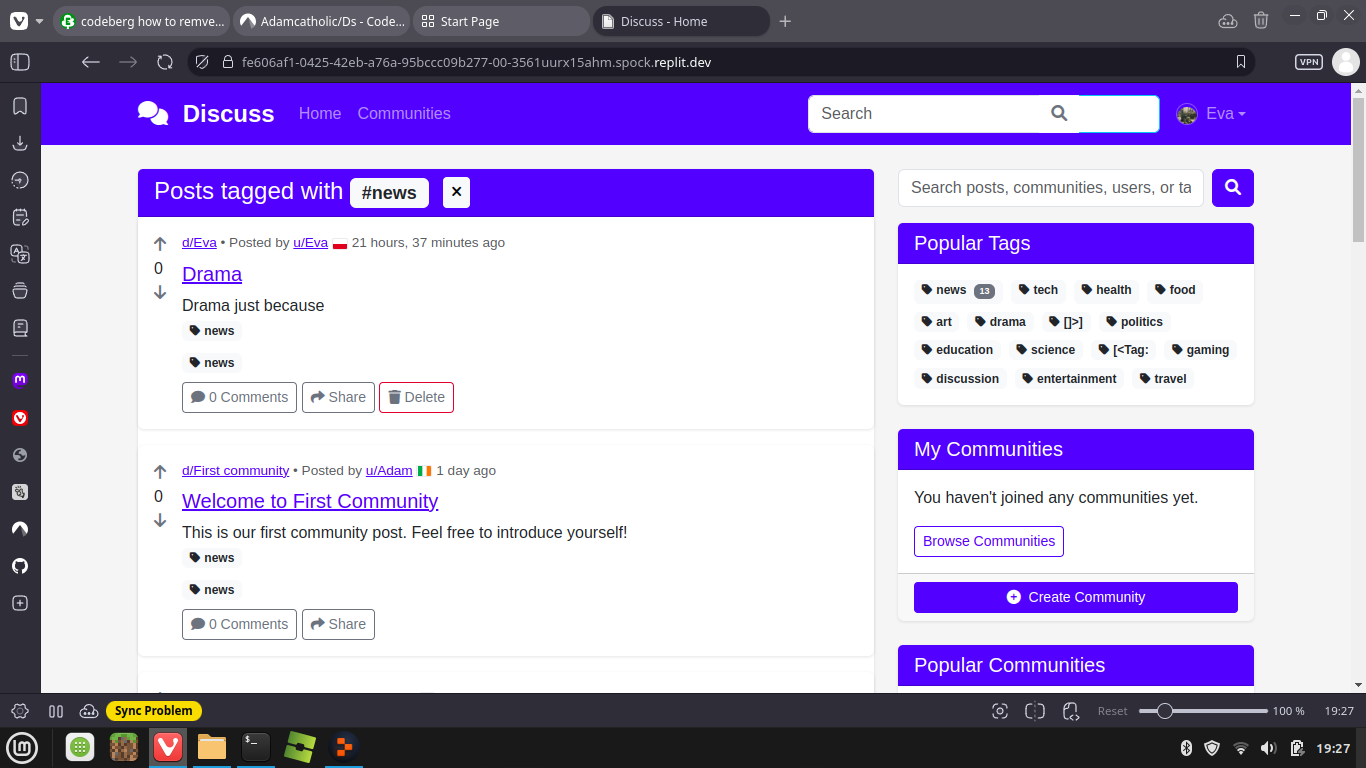 codeberg how to remve...
Adamcatholic/Ds - Code...
Start Page
Discuss - Home
fe606af1-0425-42eb-a76a-95bccc09b277-00-3561uurx15ahm.spock.replit.dev
VPN
Discuss Home Communities
Search
Eva
Posts tagged with #news ×
d/Eva • Posted by u/Eva 21 hours, 37 minutes ago
0
Drama
Drama just because
news
news
0 Comments Share Delete
d/First community • Posted by u/Adam 1 day ago
0
Welcome to First Community
This is our first community post. Feel free to introduce yourself!
news
news
0 Comments Share
Search posts, communities, users, or ta
Popular Tags
news 13 tech health food
art drama []>] politics
education science [<Tag: gaming
discussion entertainment travel
My Communities
You haven't joined any communities yet.
Browse Communities
Create Community
Popular Communities
Sync Problem
Reset 100 % 19:27
19:27